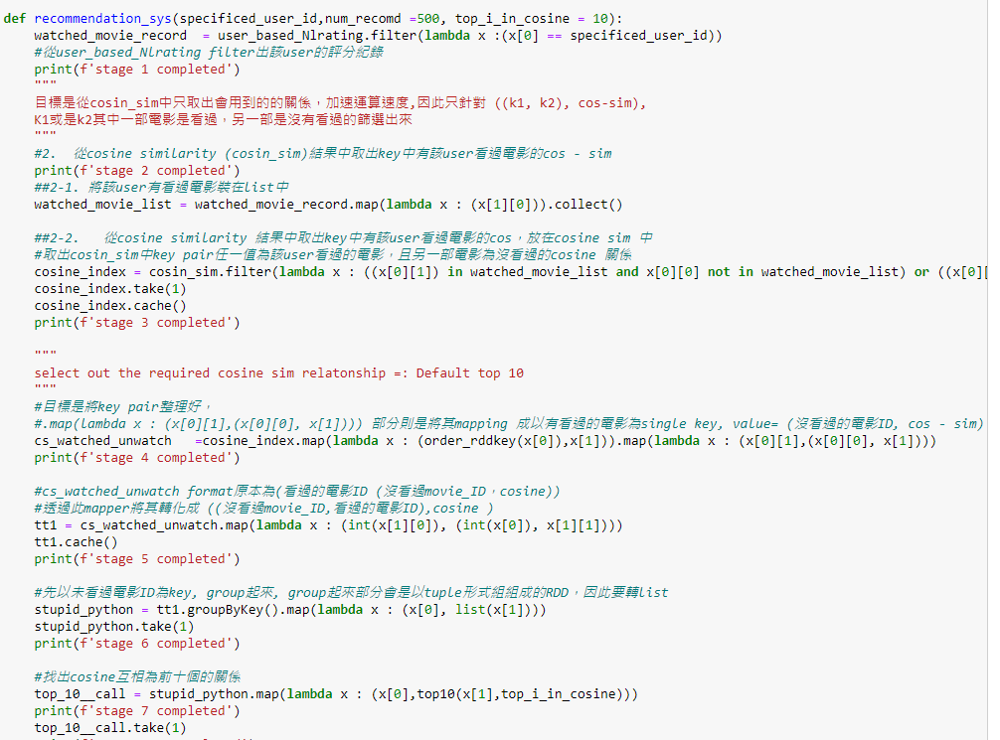 def recommendation_sys(specificed_user_id,num_recomd =500, top_i_in_cosine = 10):
    watched_movie_record  = user_based_Nlrating.filter(lambda x :(x[0] == specificed_user_id))
    #從user_based_Nlrating filter出該user的評分紀錄
    print(f'stage 1 completed')
    """
    目標是從cosin_sim中只取出會用到的的關係，加速運算速度,因此只針對 ((k1, k2), cos-sim),
    K1或是k2其中一部電影是看過，另一部是沒有看過的篩選出來
    """
    #2.  從cosine similarity (cosin_sim)結果中取出key中有該user看過電影的cos - sim
    print(f'stage 2 completed')
    ##2-1. 將該user有看過電影裝在list中
    watched_movie_list = watched_movie_record.map(lambda x : (x[1][0])).collect()

    ##2-2.   從cosine similarity 結果中取出key中有該user看過電影的cos，放在cosine sim 中
    #取出cosin_sim中key pair任一值為該user看過的電影，且另一部電影為沒看過的cosine 關係
    cosine_index = cosin_sim.filter(lambda x : ((x[0][1]) in watched_movie_list and x[0][0] not in watched_movie_list) or ((x[0][
    cosine_index.take(1)
    cosine_index.cache()
    print(f'stage 3 completed')

    """
    select out the required cosine sim relatonship =: Default top 10
    """
    #目標是將key pair整理好，
    #.map(lambda x : (x[0][1],(x[0][0], x[1]))) 部分則是將其mapping 成以有看過的電影為single key, value= (沒看過的電影ID, cos - sim)
    cs_watched_unwatch   =cosine_index.map(lambda x : (order_rddkey(x[0]),x[1])).map(lambda x : (x[0][1],(x[0][0], x[1])))
    print(f'stage 4 completed')

    #cs_watched_unwatch format原本為(看過的電影ID (沒看過movie_ID，cosine))
    #透過此mapper將其轉化成 ((沒看過movie_ID,看過的電影ID),cosine )
    tt1 = cs_watched_unwatch.map(lambda x : (int(x[1][0]), (int(x[0]), x[1][1])))
    tt1.cache()
    print(f'stage 5 completed')

    #先以未看過電影ID為key, group起來, group起來部分會是以tuple形式組組成的RDD，因此要轉list
    stupid_python = tt1.groupByKey().map(lambda x : (x[0], list(x[1])))
    stupid_python.take(1)
    print(f'stage 6 completed')

    #找出cosine互相為前十個的關係
    top_10__call = stupid_python.map(lambda x : (x[0],top10(x[1],top_i_in_cosine)))
    print(f'stage 7 completed')
    top_10__call.take(1)